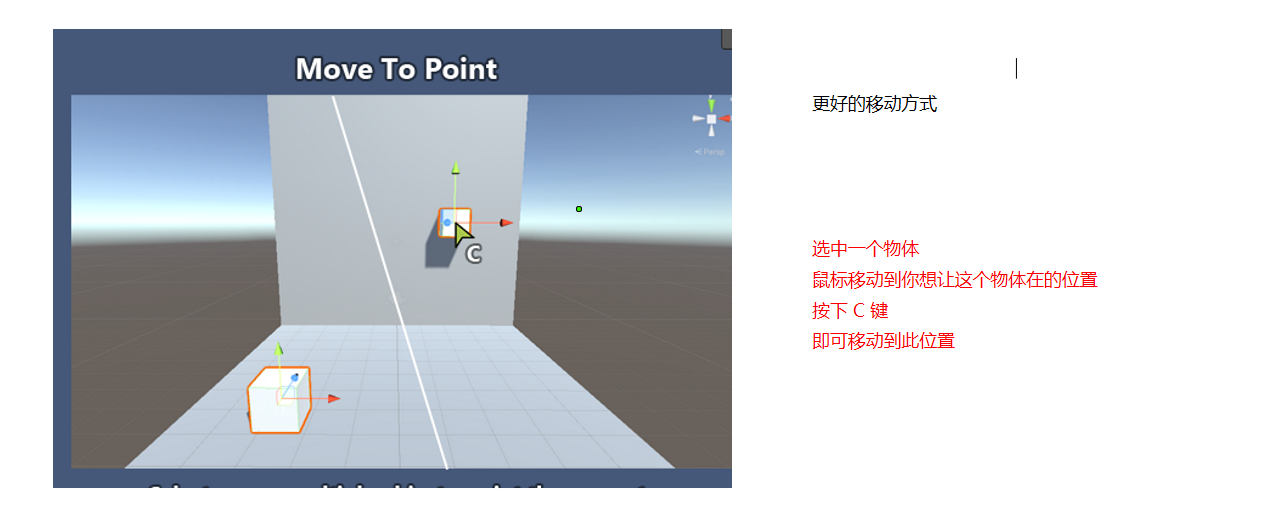 Move To Point
Persp
C
更好的移动方式
选中一个物体
鼠标移动到你想让这个物体在的位置
按下 C 键
即可移动到此位置